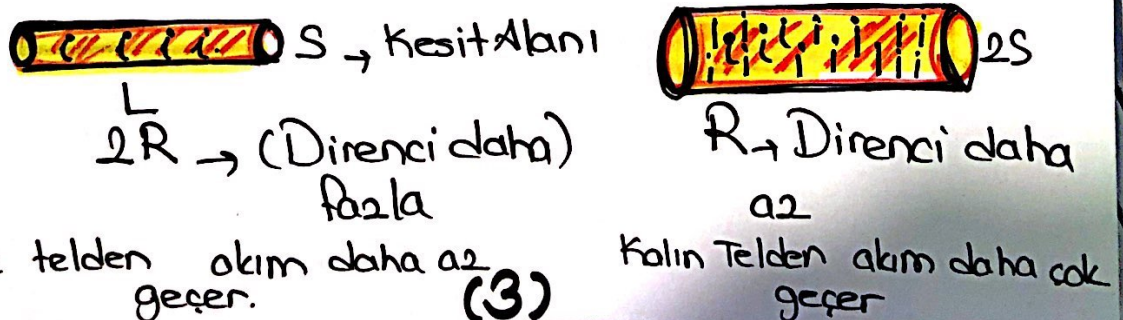 S → Kesit Alanı
L
2R → (Direnci daha)
fazla
telden akım daha az
geçer.
(3)
2S
R → Direnci daha
az
Kalın Telden akım daha çok
geçer